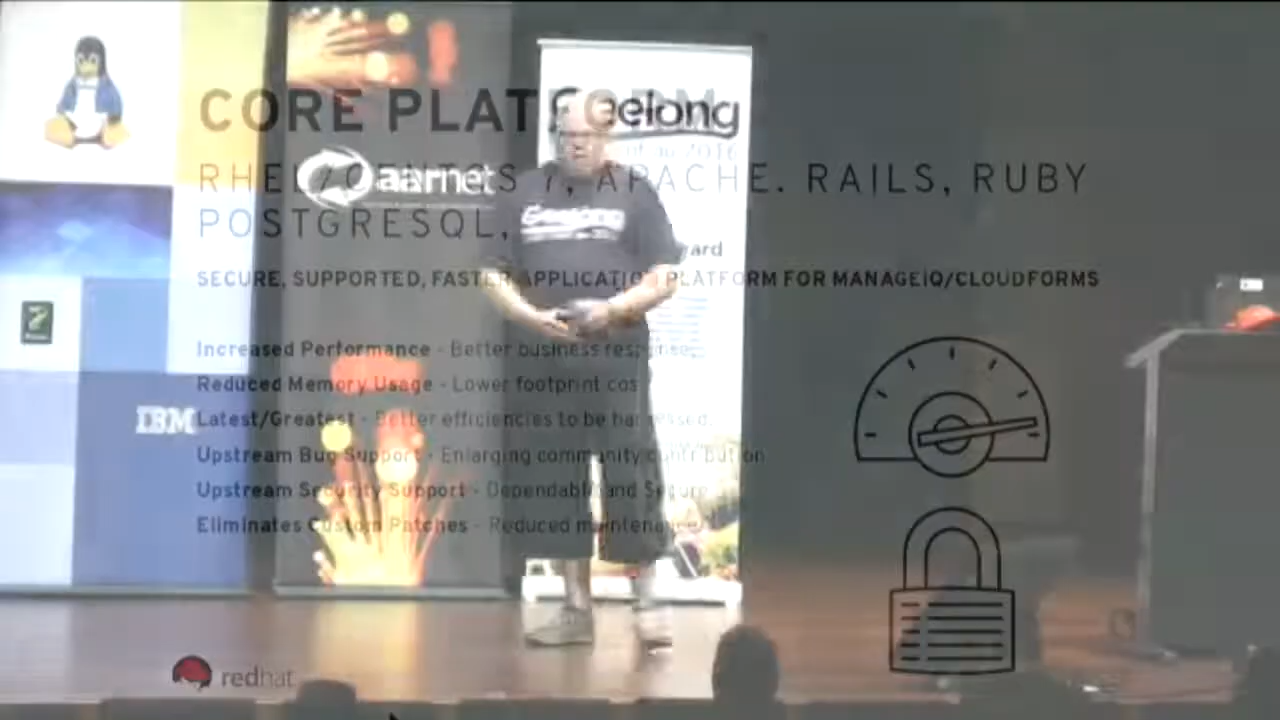 CORE PLATFORM
Geelong
RHEL/CENTOS 7, APACHE. RAILS, RUBY
aarnet
POSTGRESQL,
Geelong
SECURE, SUPPORTED, FASTER APPLICATION PLATFORM FOR MANAGEIQ/CLOUDFORMS
Increased Performance - Better business response,
Reduced Memory Usage - Lower footprint cos
Latest/Greatest - Better efficiencies to be harnessed.
IBM
Upstream Bug Support - Enlarging community contribution
Upstream Security Support - Dependable and Secure
Eliminates Custom Patches - Reduced maintenance
redhat